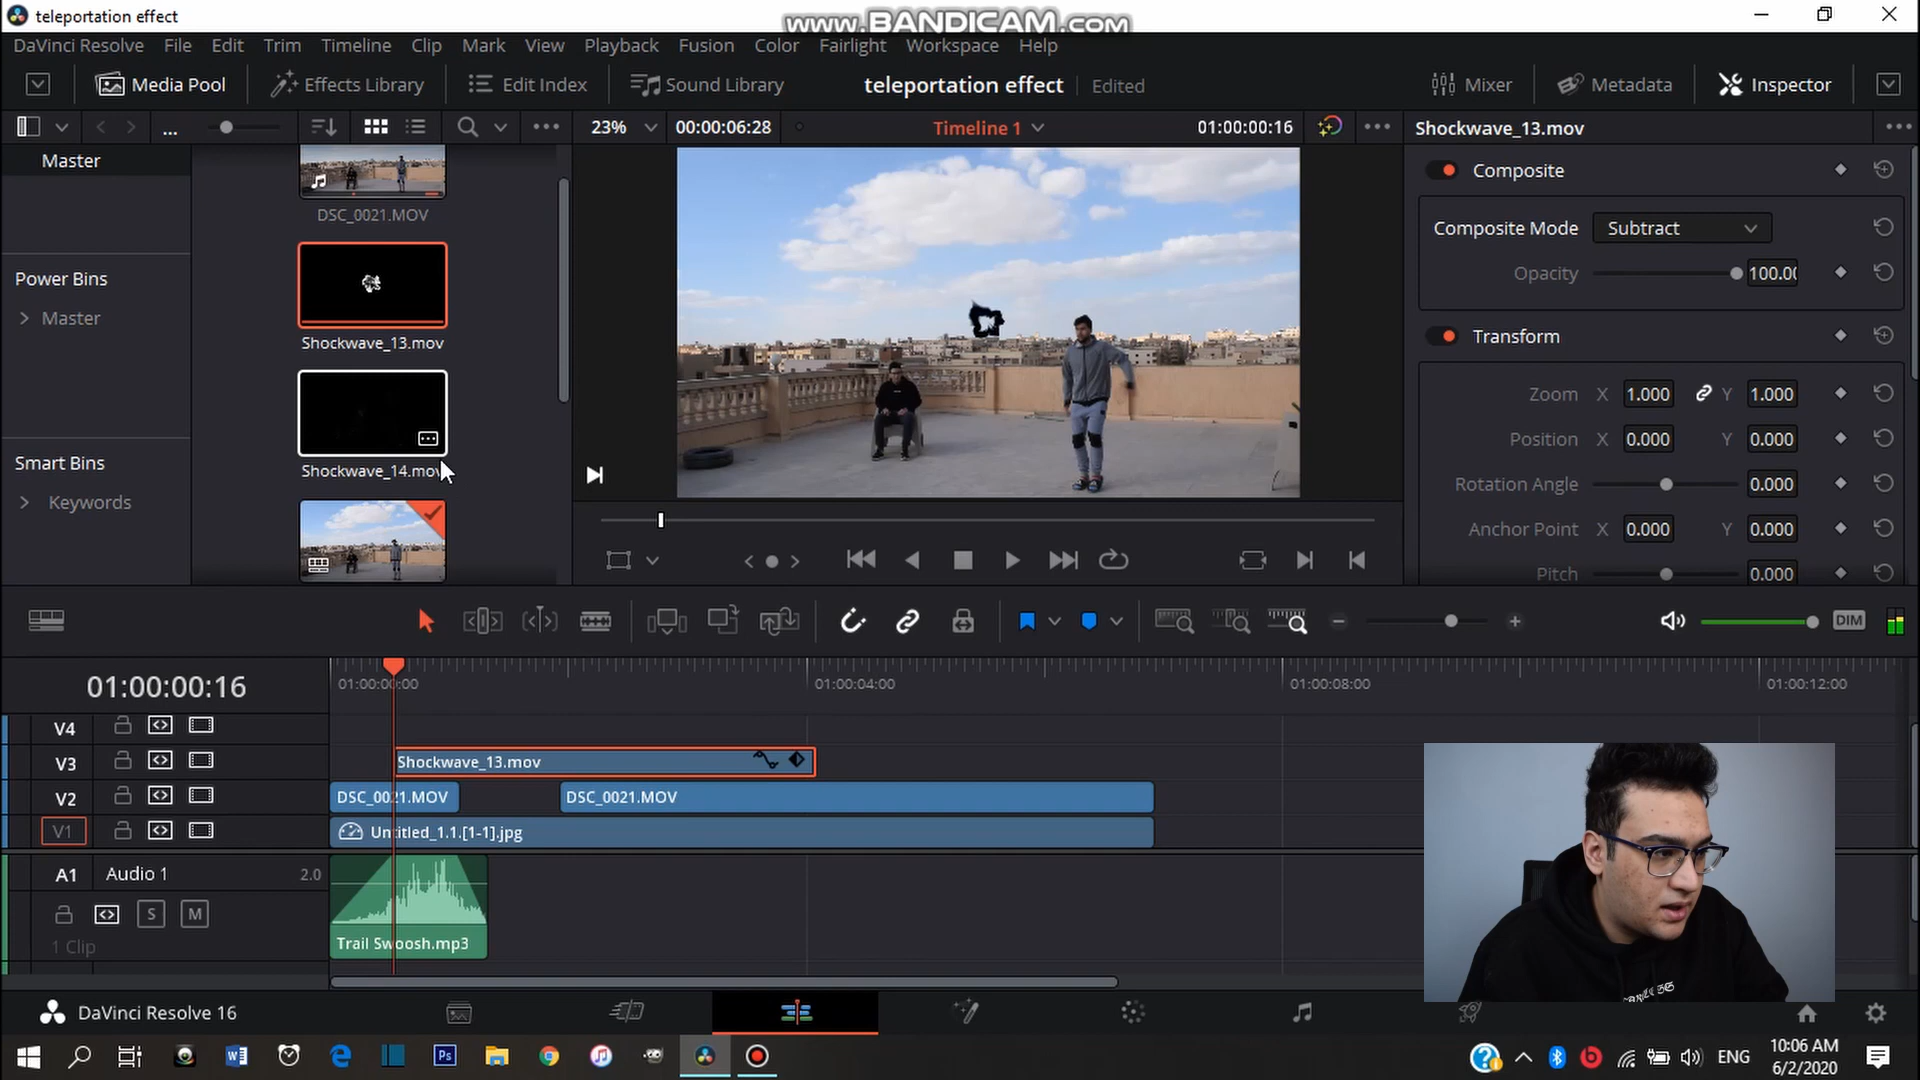 teleportation effect
www.BANDICAM.com
DaVinci Resolve File Edit Trim Timeline Clip Mark View Playback Fusion Color Fairlight Workspace Help
Media Pool Effects Library Edit Index Sound Library teleportation effect Edited Mixer Metadata Inspector
... 23% 00:00:06:28 Timeline 1 01:00:00:16 Shockwave_13.mov
Master
Composite
DSC_0021.MOV
Composite Mode Subtract
Opacity 100.00
Power Bins
Master
Shockwave_13.mov
Transform
Zoom X 1.000 Y 1.000
Position X 0.000 Y 0.000
Smart Bins
Keywords
Shockwave_14.mov
Rotation Angle 0.000
Anchor Point X 0.000 Y 0.000
Pitch 0.000
DIM
01:00:00:16
01:00:00:00 01:00:04:00 01:00:08:00 01:00:12:00
V4
V3 Shockwave_13.mov
V2 DSC_0021.MOV DSC_0021.MOV
V1 Untitled_1.1.[1-1].jpg
A1 Audio 1 2.0
S M
1 Clip
Trail Swoosh.mp3
DaVinci Resolve 16
W Ps
ENG
10:06 AM
6/2/2020